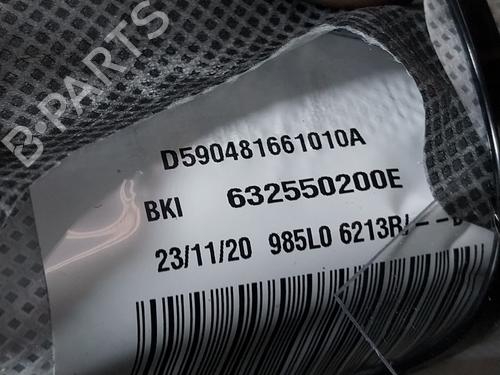 B-PARTS
D590481661010A
BKI 632550200E
23/11/20 985L0 6213R/--